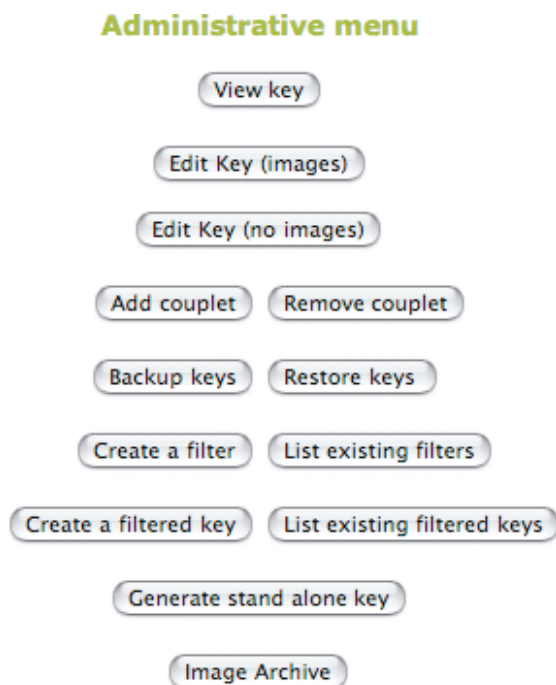 Administrative menu
View key
Edit Key (images)
Edit Key (no images)
Add couplet Remove couplet
Backup keys Restore keys
Create a filter List existing filters
Create a filtered key List existing filtered keys
Generate stand alone key
Image Archive